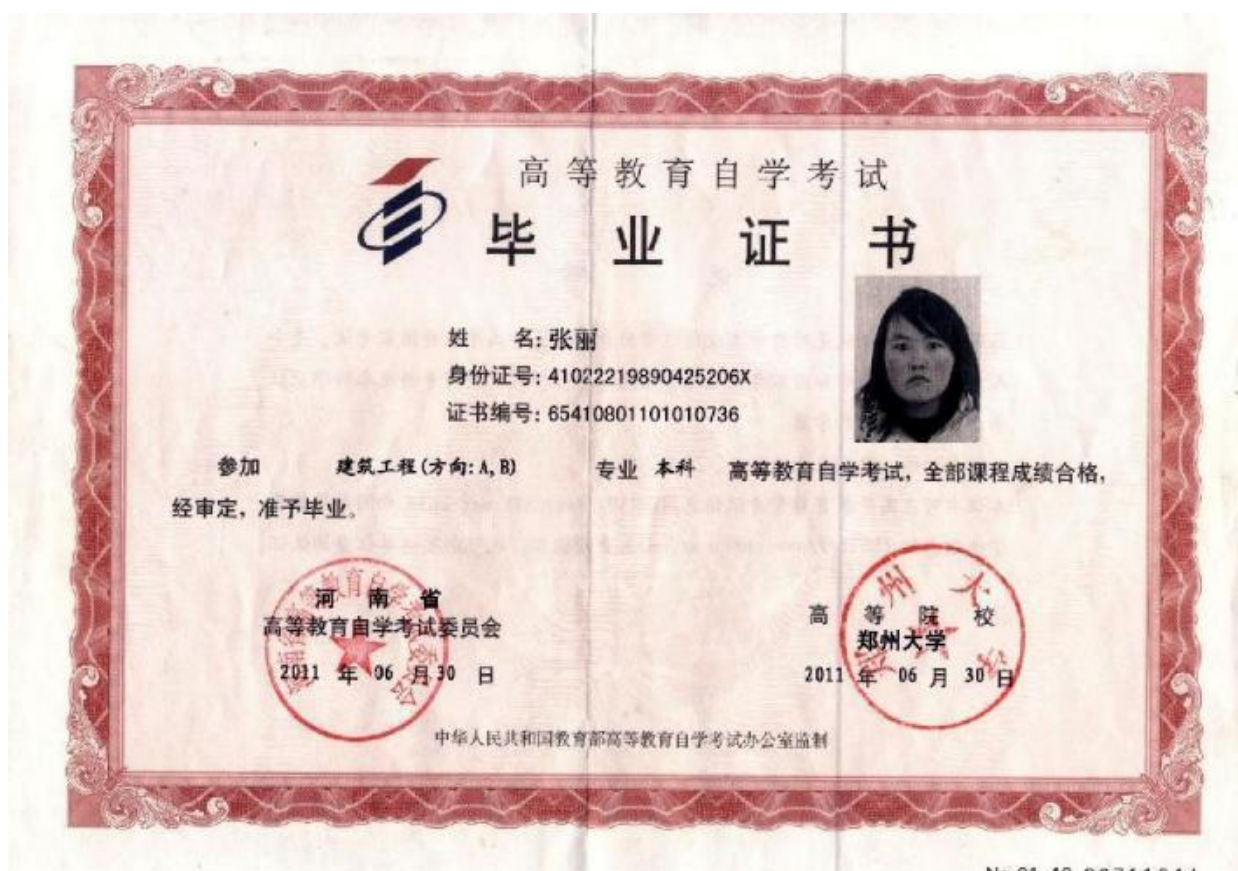 高等教育自学考试
毕业证书
姓 名: 张丽
身份证号: 41022219890425206X
证书编号: 65410801101010736
参加 建筑工程(方向:A,B) 专业 本科 高等教育自学考试，全部课程成绩合格，
经审定，准予毕业。
河南省
高等教育自学考试委员会
2011 年 06 月 30 日
高等院校
郑州大学
2011 年 06 月 30 日
郑州大学
中华人民共和国教育部高等教育自学考试办公室监制